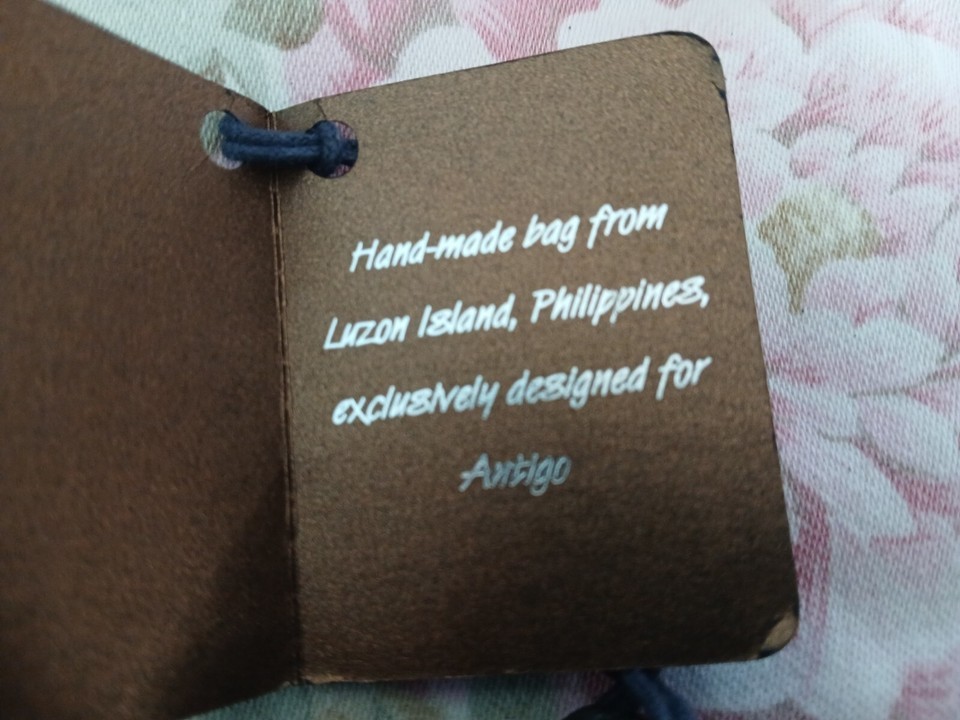 Hand-made bag from
Luzon Island, Philippines,
exclusively designed for
Antigo